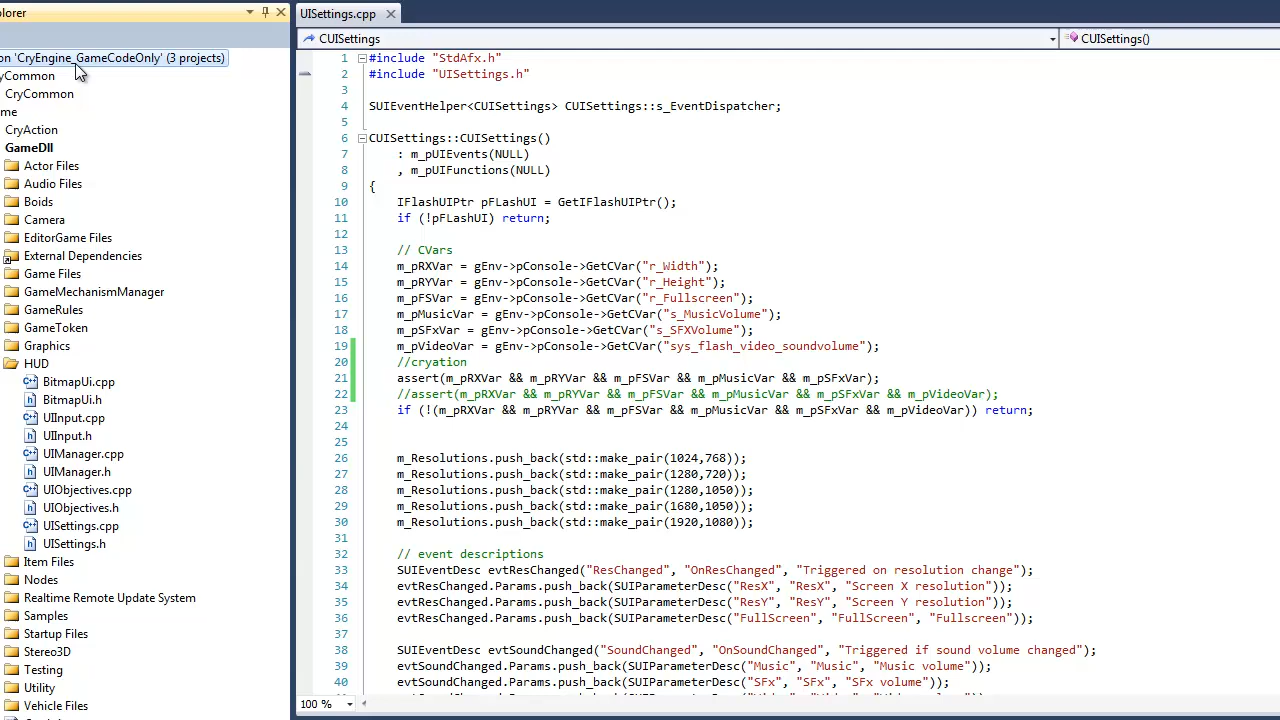 plorer
on 'CryEngine_GameCodeOnly' (3 projects)
yCommon
CryCommon
me
CryAction
GameDll
Actor Files
Audio Files
Boids
Camera
EditorGame Files
External Dependencies
Game Files
GameMechanismManager
GameRules
GameToken
Graphics
HUD
BitmapUi.cpp
BitmapUi.h
UIInput.cpp
UIInput.h
UIManager.cpp
UIManager.h
UIObjectives.cpp
UIObjectives.h
UISettings.cpp
UISettings.h
Item Files
Nodes
Realtime Remote Update System
Samples
Startup Files
Stereo3D
Testing
Utility
Vehicle Files
UISettings.cpp
CUISettings
CUISettings()
1 #include "StdAfx.h"
2 #include "UISettings.h"
3
4 SUIEventHelper<CUISettings> CUISettings::s_EventDispatcher;
5
6 CUISettings::CUISettings()
7 : m_pUIEvents(NULL)
8 , m_pUIFunctions(NULL)
9 {
10 IFlashUIPtr pFLashUI = GetIFlashUIPtr();
11 if (!pFLashUI) return;
12
13 // CVars
14 m_pRXVar = gEnv->pConsole->GetCVar("r_Width");
15 m_pRYVar = gEnv->pConsole->GetCVar("r_Height");
16 m_pFSVar = gEnv->pConsole->GetCVar("r_Fullscreen");
17 m_pMusicVar = gEnv->pConsole->GetCVar("s_MusicVolume");
18 m_pSFxVar = gEnv->pConsole->GetCVar("s_SFXVolume");
19 m_pVideoVar = gEnv->pConsole->GetCVar("sys_flash_video_soundvolume");
20 //cryation
21 assert(m_pRXVar && m_pRYVar && m_pFSVar && m_pMusicVar && m_pSFxVar);
22 //assert(m_pRXVar && m_pRYVar && m_pFSVar && m_pMusicVar && m_pSFxVar && m_pVideoVar);
23 if (!(m_pRXVar && m_pRYVar && m_pFSVar && m_pMusicVar && m_pSFxVar && m_pVideoVar)) return;
24
25
26 m_Resolutions.push_back(std::make_pair(1024,768));
27 m_Resolutions.push_back(std::make_pair(1280,720));
28 m_Resolutions.push_back(std::make_pair(1280,1050));
29 m_Resolutions.push_back(std::make_pair(1680,1050));
30 m_Resolutions.push_back(std::make_pair(1920,1080));
31
32 // event descriptions
33 SUIEventDesc evtResChanged("ResChanged", "OnResChanged", "Triggered on resolution change");
34 evtResChanged.Params.push_back(SUIParameterDesc("ResX", "ResX", "Screen X resolution"));
35 evtResChanged.Params.push_back(SUIParameterDesc("ResY", "ResY", "Screen Y resolution"));
36 evtResChanged.Params.push_back(SUIParameterDesc("FullScreen", "FullScreen", "Fullscreen"));
37
38 SUIEventDesc evtSoundChanged("SoundChanged", "OnSoundChanged", "Triggered if sound volume changed");
39 evtSoundChanged.Params.push_back(SUIParameterDesc("Music", "Music", "Music volume"));
40 evtSoundChanged.Params.push_back(SUIParameterDesc("SFx", "SFx", "SFx volume"));
100 %